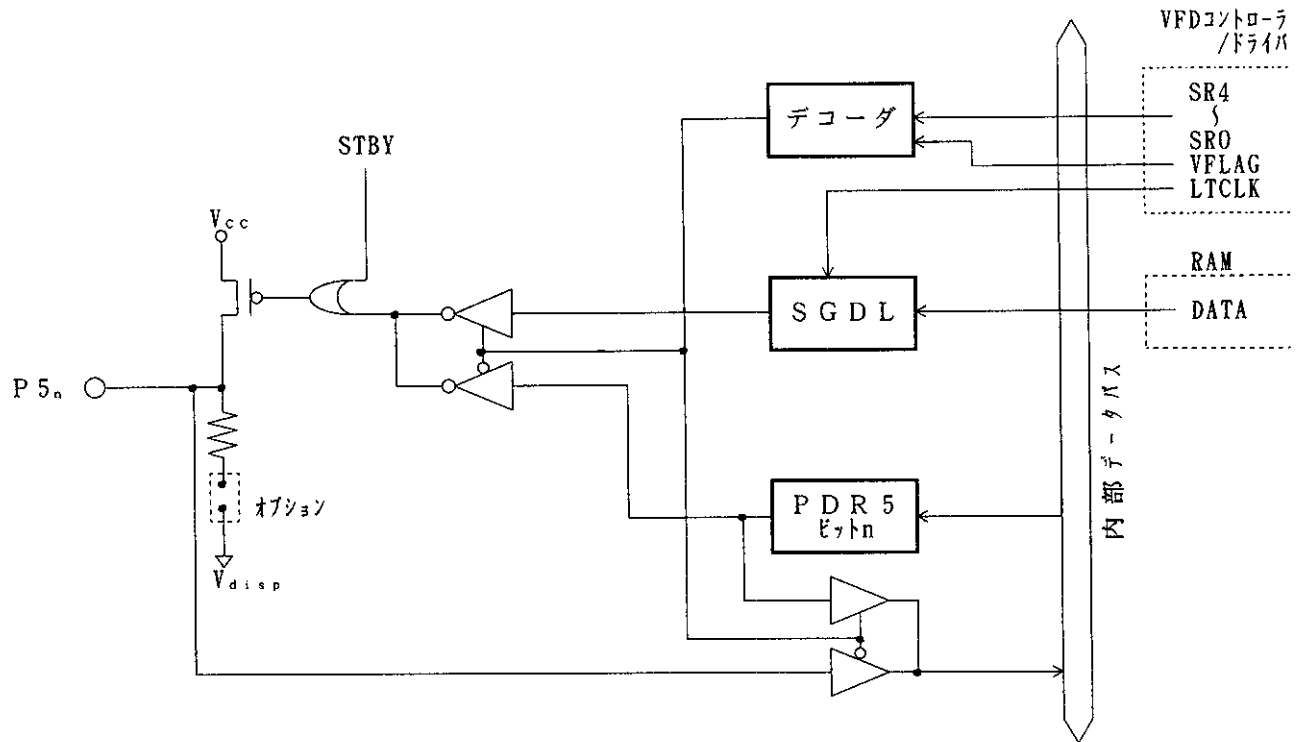 VFDコントローラ
/ドライバ
SR4
〜
SR0
VFLAG
LTCLK
デコーダ
STBY
Vcc
RAM
DATA
SGDL
P5n
オプション
Vdisp
PDR5
ビットn
内部データバス